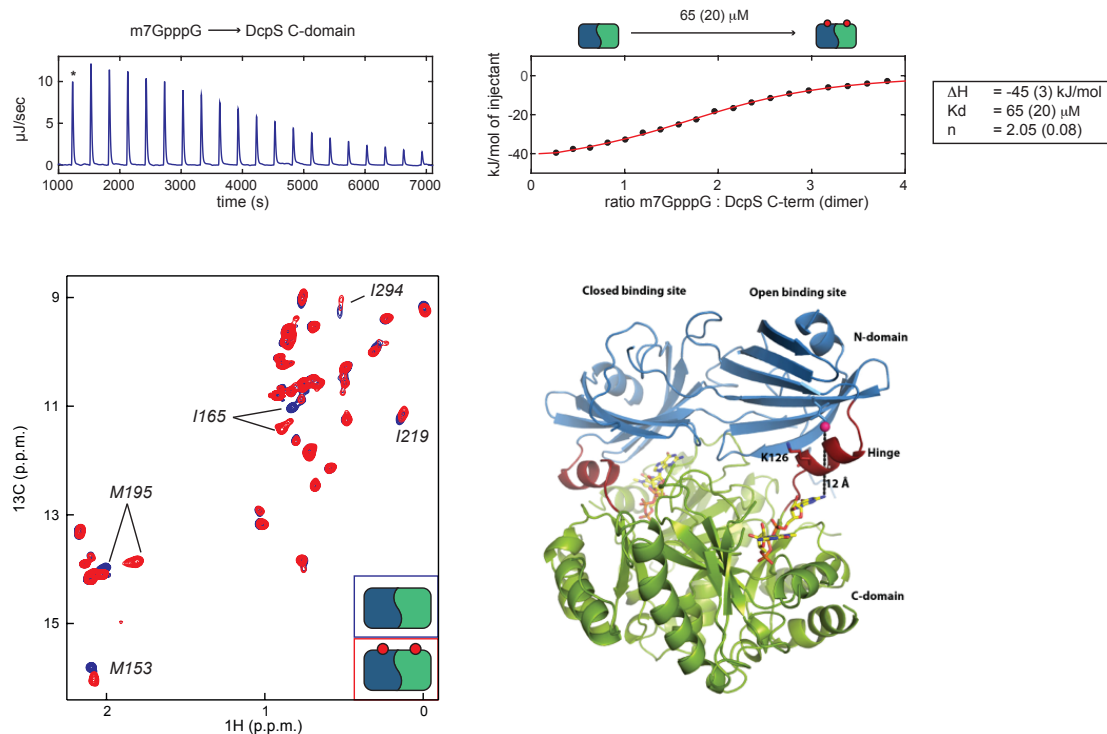 m7GpppG → DcpS C-domain
*
10
5
0
μJ/sec
1000 2000 3000 4000 5000 6000 7000
time (s)
65 (20) μM
0
-20
-40
kJ/mol of injectant
0 1 2 3 4
ratio m7GpppG : DcpS C-term (dimer)
ΔH = -45 (3) kJ/mol
Kd = 65 (20) μM
n = 2.05 (0.08)
9
11
13
15
13C (p.p.m.)
I294
I165
I219
M195
M153
2 1 0
1H (p.p.m.)
Closed binding site
Open binding site
N-domain
K126
Hinge
12 Å
C-domain